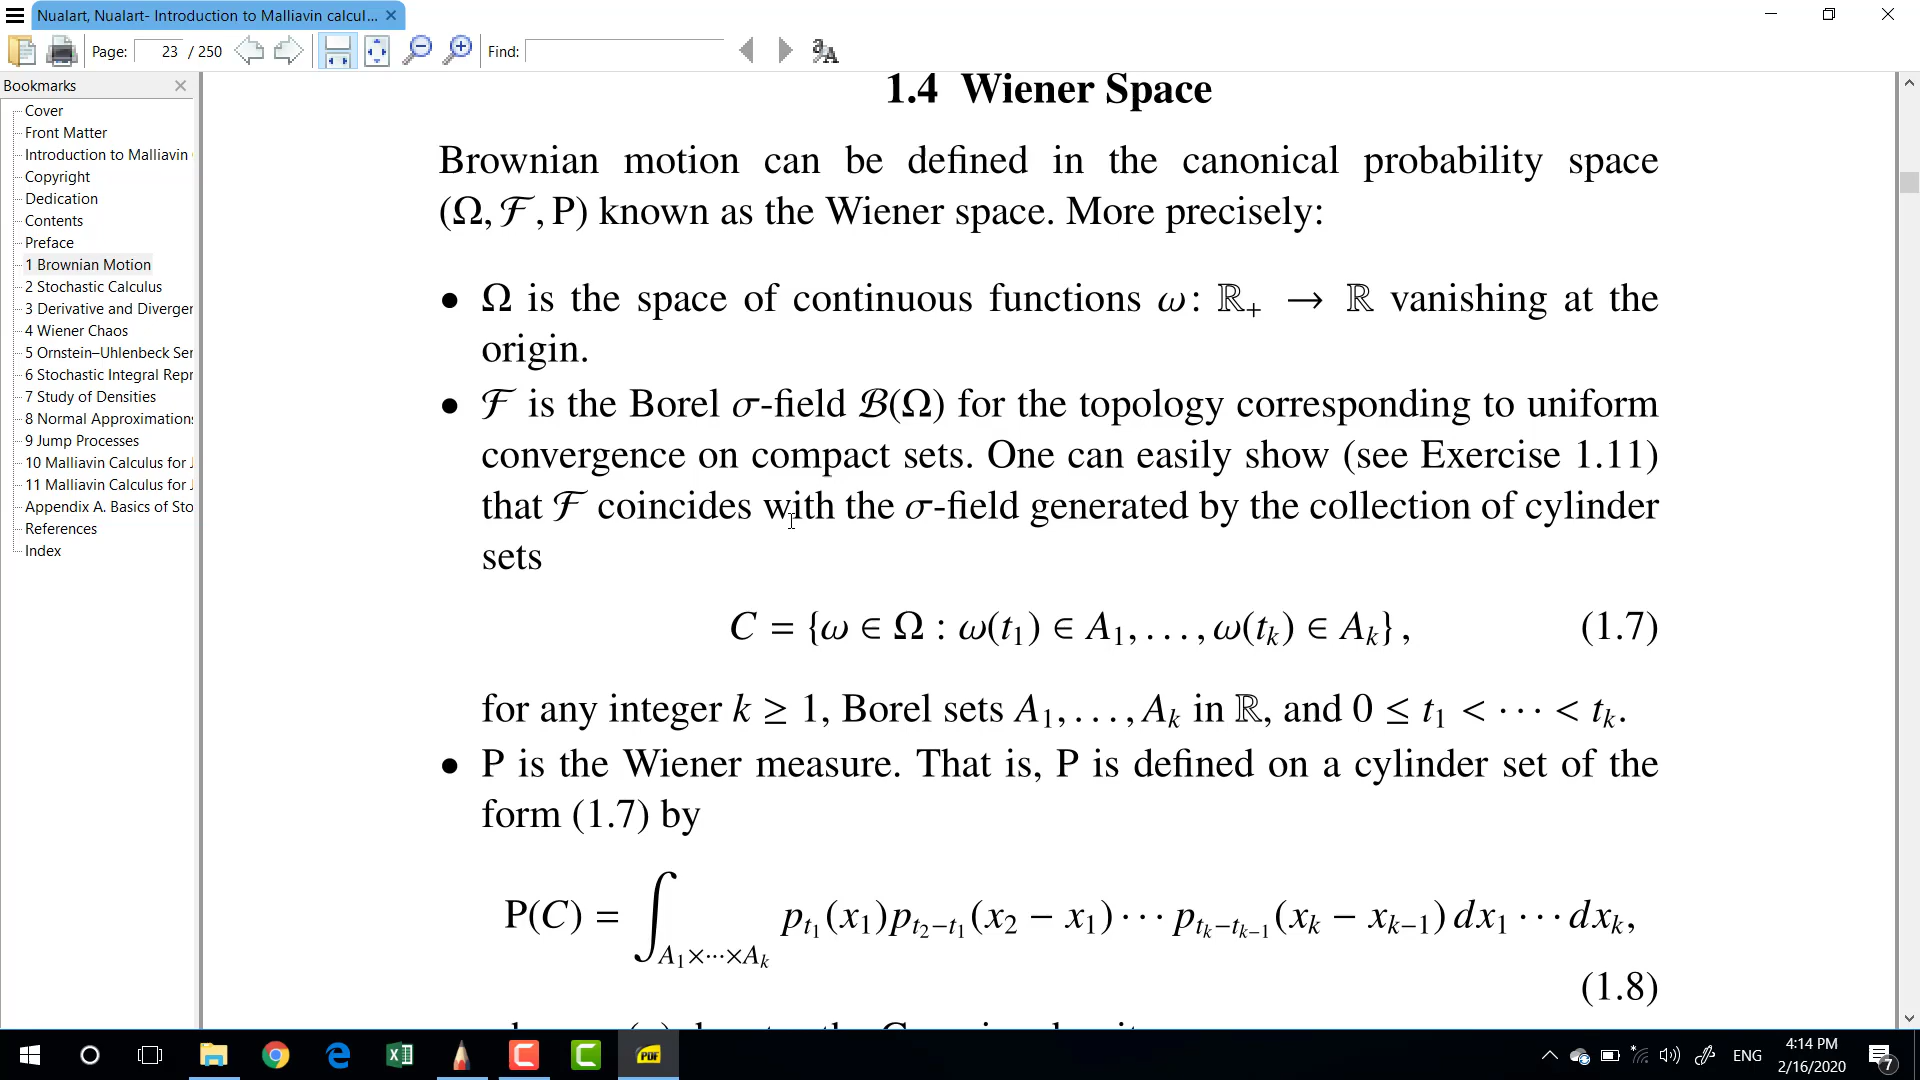 Nualart, Nualart- Introduction to Malliavin calcul...
Page: 23 / 250
Find:
Bookmarks
Cover
Front Matter
Introduction to Malliavin
Copyright
Dedication
Contents
Preface
1 Brownian Motion
2 Stochastic Calculus
3 Derivative and Diverger
4 Wiener Chaos
5 Ornstein–Uhlenbeck Ser
6 Stochastic Integral Repr
7 Study of Densities
8 Normal Approximations
9 Jump Processes
10 Malliavin Calculus for J
11 Malliavin Calculus for J
Appendix A. Basics of Sto
References
Index
1.4 Wiener Space
Brownian motion can be defined in the canonical probability space
(Ω, ℱ, P) known as the Wiener space. More precisely:
• Ω is the space of continuous functions ω: ℝ₊ → ℝ vanishing at the
origin.
• ℱ is the Borel σ-field ℬ(Ω) for the topology corresponding to uniform
convergence on compact sets. One can easily show (see Exercise 1.11)
that ℱ coincides with the σ-field generated by the collection of cylinder
sets
C = {ω ∈ Ω : ω(t₁) ∈ A₁, . . . , ω(tₖ) ∈ Aₖ} , (1.7)
for any integer k ≥ 1, Borel sets A₁, . . . , Aₖ in ℝ, and 0 ≤ t₁ < · · · < tₖ.
• P is the Wiener measure. That is, P is defined on a cylinder set of the
form (1.7) by
P(C) = ∫_{A₁×···×Aₖ} p_{t₁}(x₁)p_{t₂−t₁}(x₂ − x₁) · · · p_{tₖ−tₖ₋₁}(xₖ − xₖ₋₁) dx₁ · · · dxₖ,
(1.8)
PDF
ENG
4:14 PM
2/16/2020
7